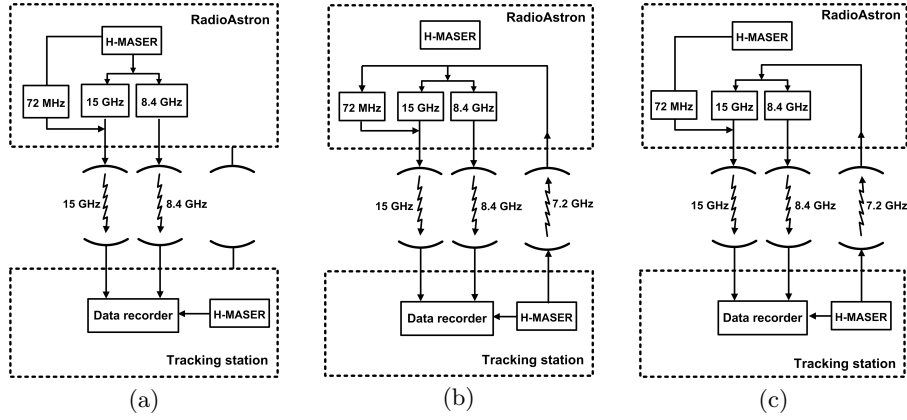 RadioAstron
H-MASER
72 MHz
15 GHz
8.4 GHz
15 GHz
8.4 GHz
Data recorder
H-MASER
Tracking station
(a)
RadioAstron
H-MASER
72 MHz
15 GHz
8.4 GHz
15 GHz
8.4 GHz
7.2 GHz
Data recorder
H-MASER
Tracking station
(b)
RadioAstron
H-MASER
72 MHz
15 GHz
8.4 GHz
15 GHz
8.4 GHz
7.2 GHz
Data recorder
H-MASER
Tracking station
(c)